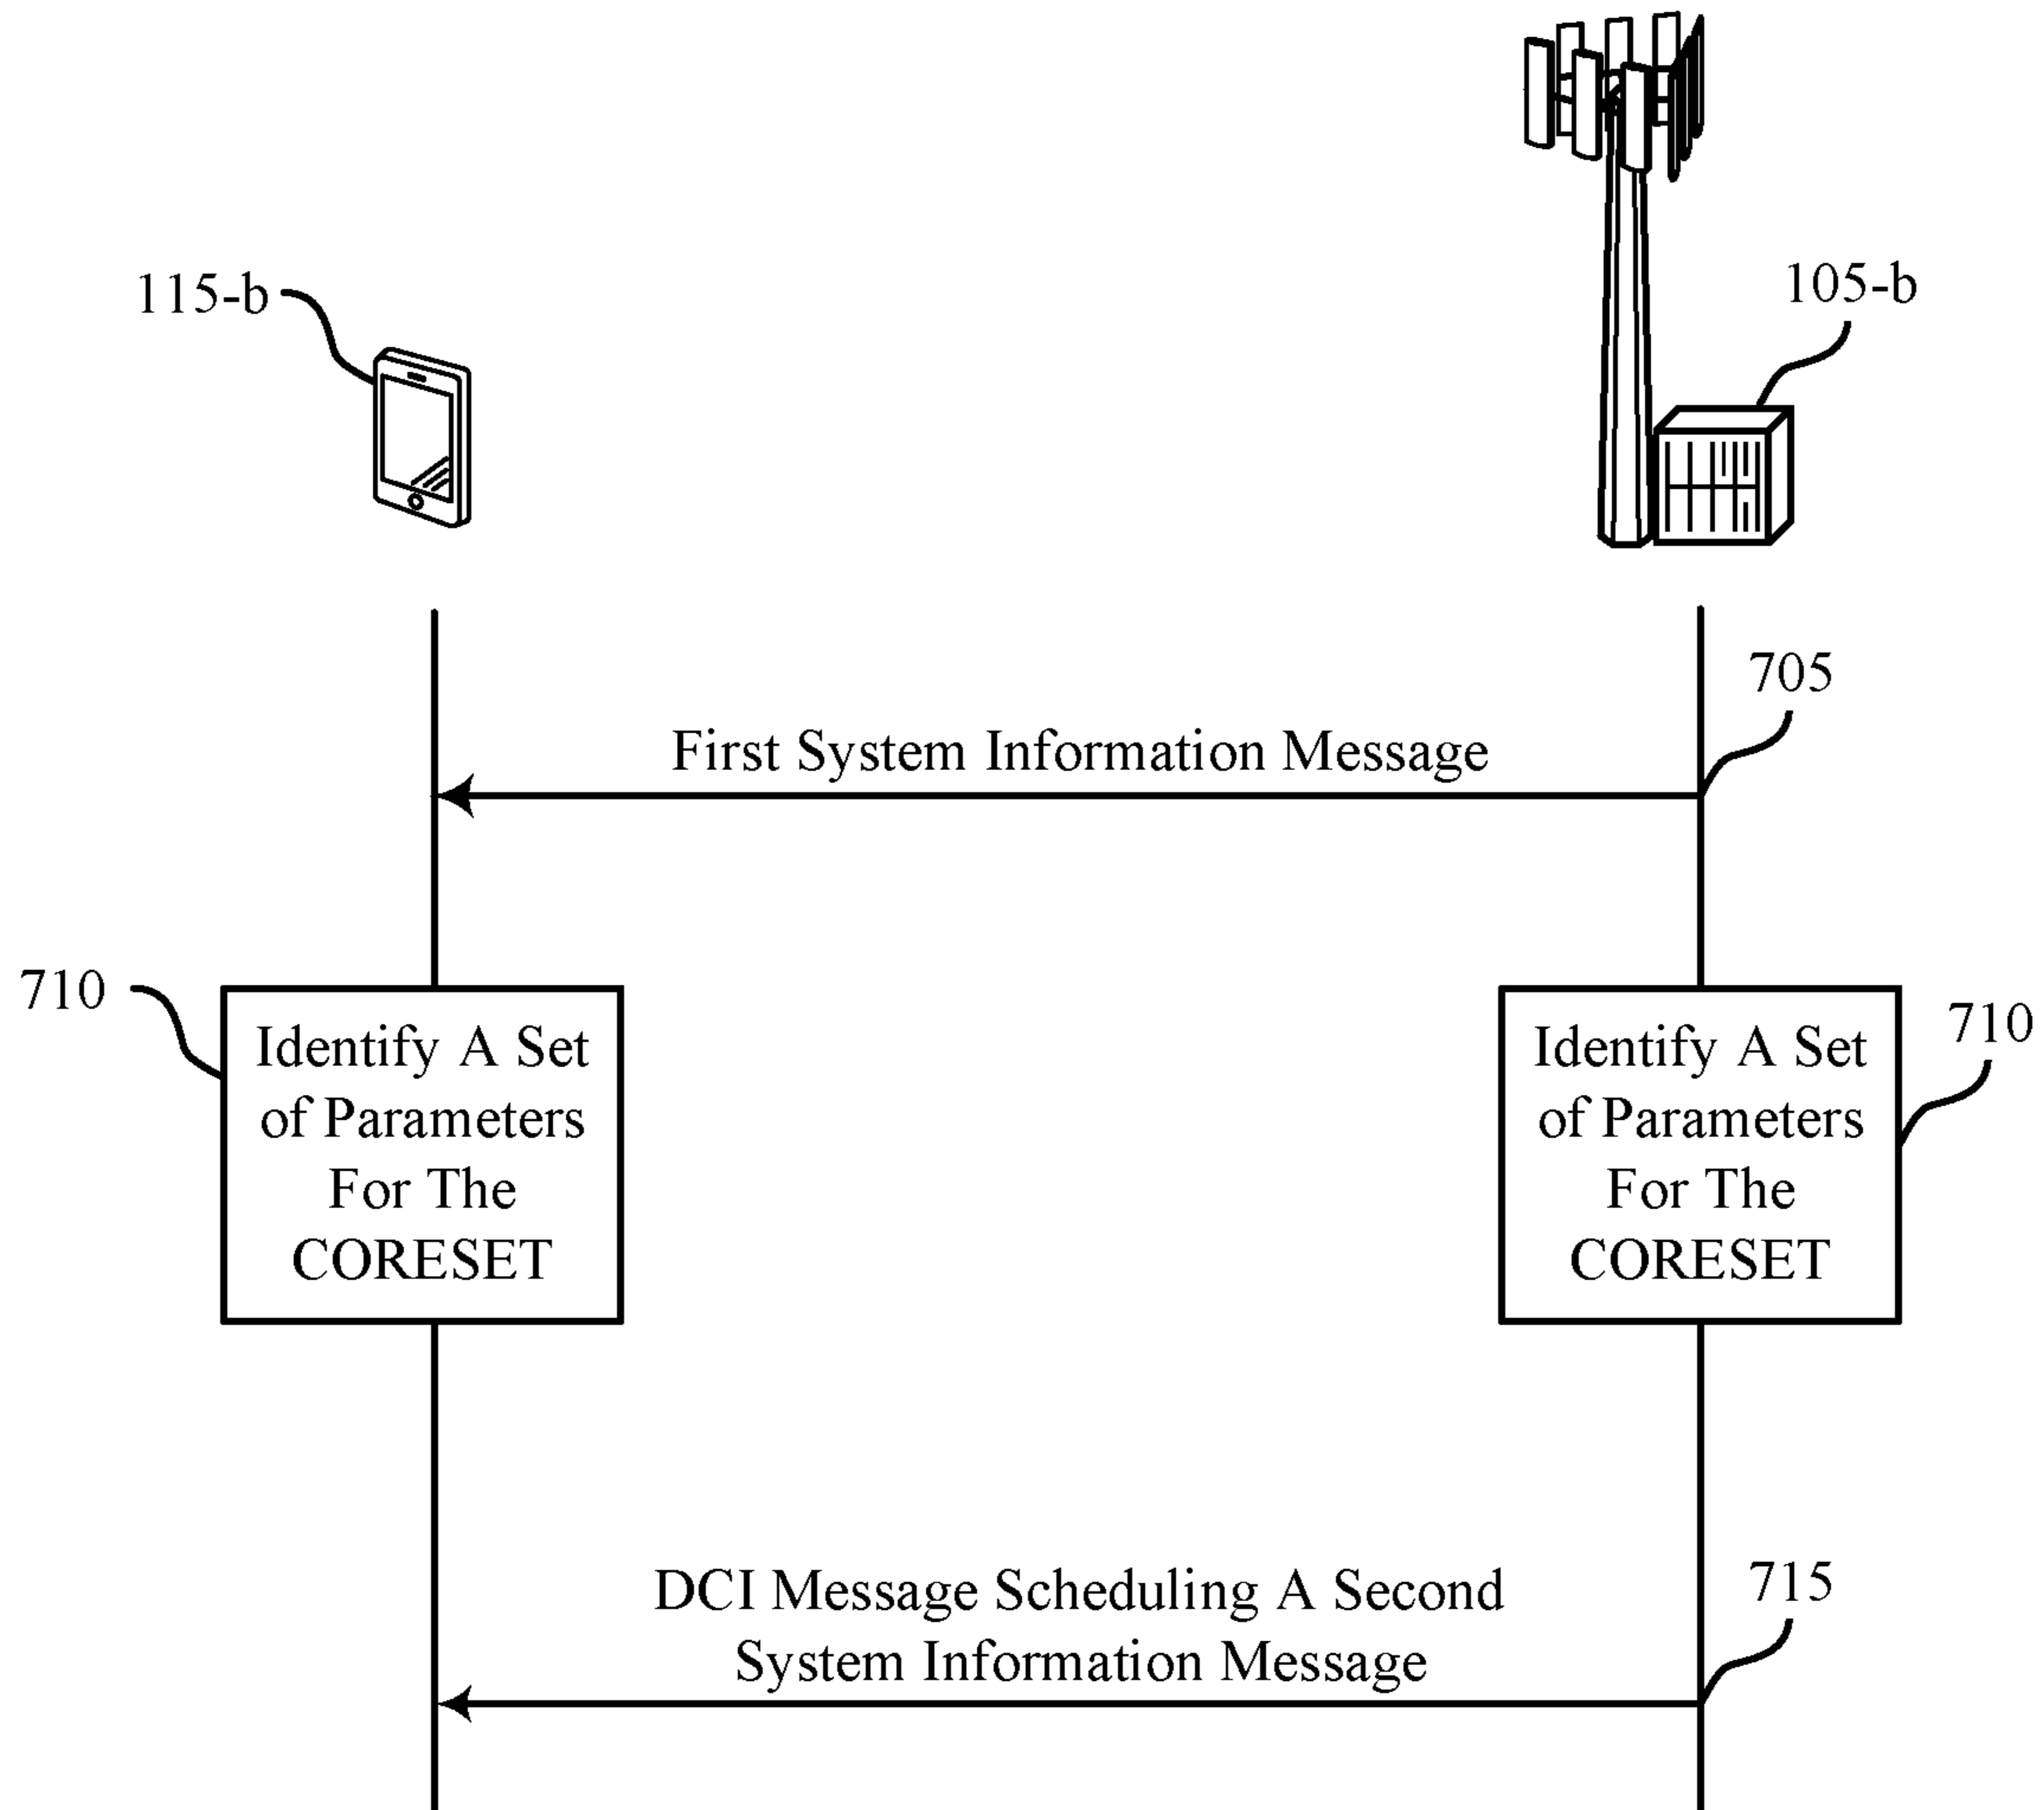 115-b
105-b
705
First System Information Message
710
Identify A Set
of Parameters
For The
CORESET
Identify A Set
of Parameters
For The
CORESET
710
DCI Message Scheduling A Second
System Information Message
715